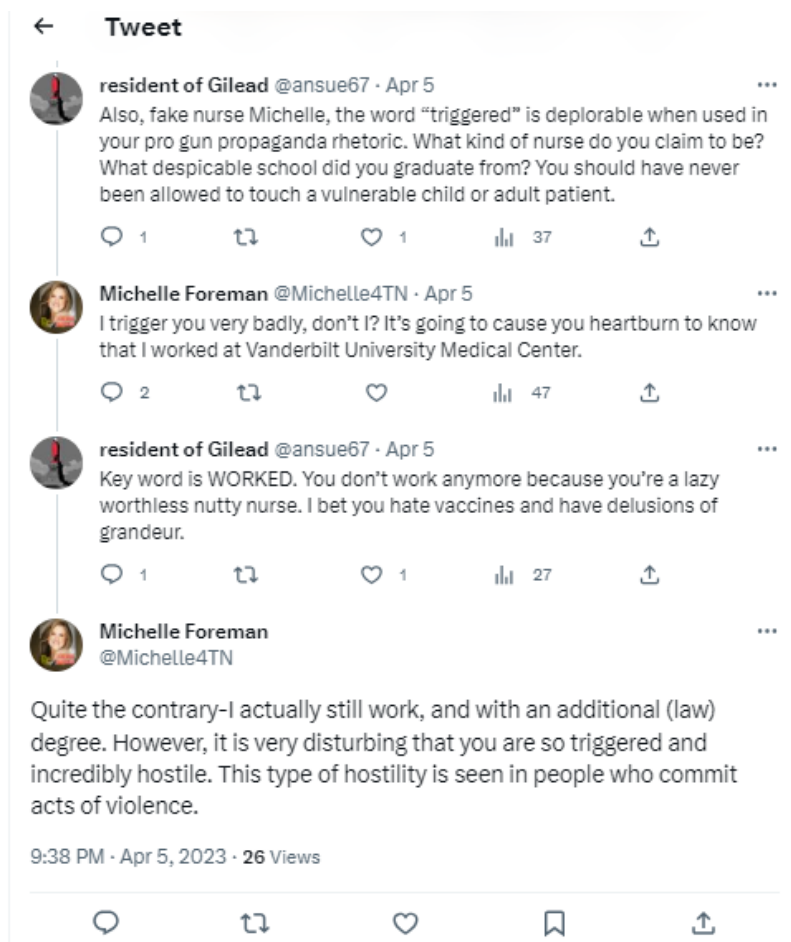 Tweet
resident of Gilead @ansue67 · Apr 5
Also, fake nurse Michelle, the word “triggered” is deplorable when used in
your pro gun propaganda rhetoric. What kind of nurse do you claim to be?
What despicable school did you graduate from? You should have never
been allowed to touch a vulnerable child or adult patient.
1 1 37
Michelle Foreman @Michelle4TN · Apr 5
I trigger you very badly, don’t I? It’s going to cause you heartburn to know
that I worked at Vanderbilt University Medical Center.
2 47
resident of Gilead @ansue67 · Apr 5
Key word is WORKED. You don’t work anymore because you’re a lazy
worthless nutty nurse. I bet you hate vaccines and have delusions of
grandeur.
1 1 27
Michelle Foreman
@Michelle4TN
Quite the contrary-I actually still work, and with an additional (law)
degree. However, it is very disturbing that you are so triggered and
incredibly hostile. This type of hostility is seen in people who commit
acts of violence.
9:38 PM · Apr 5, 2023 · 26 Views